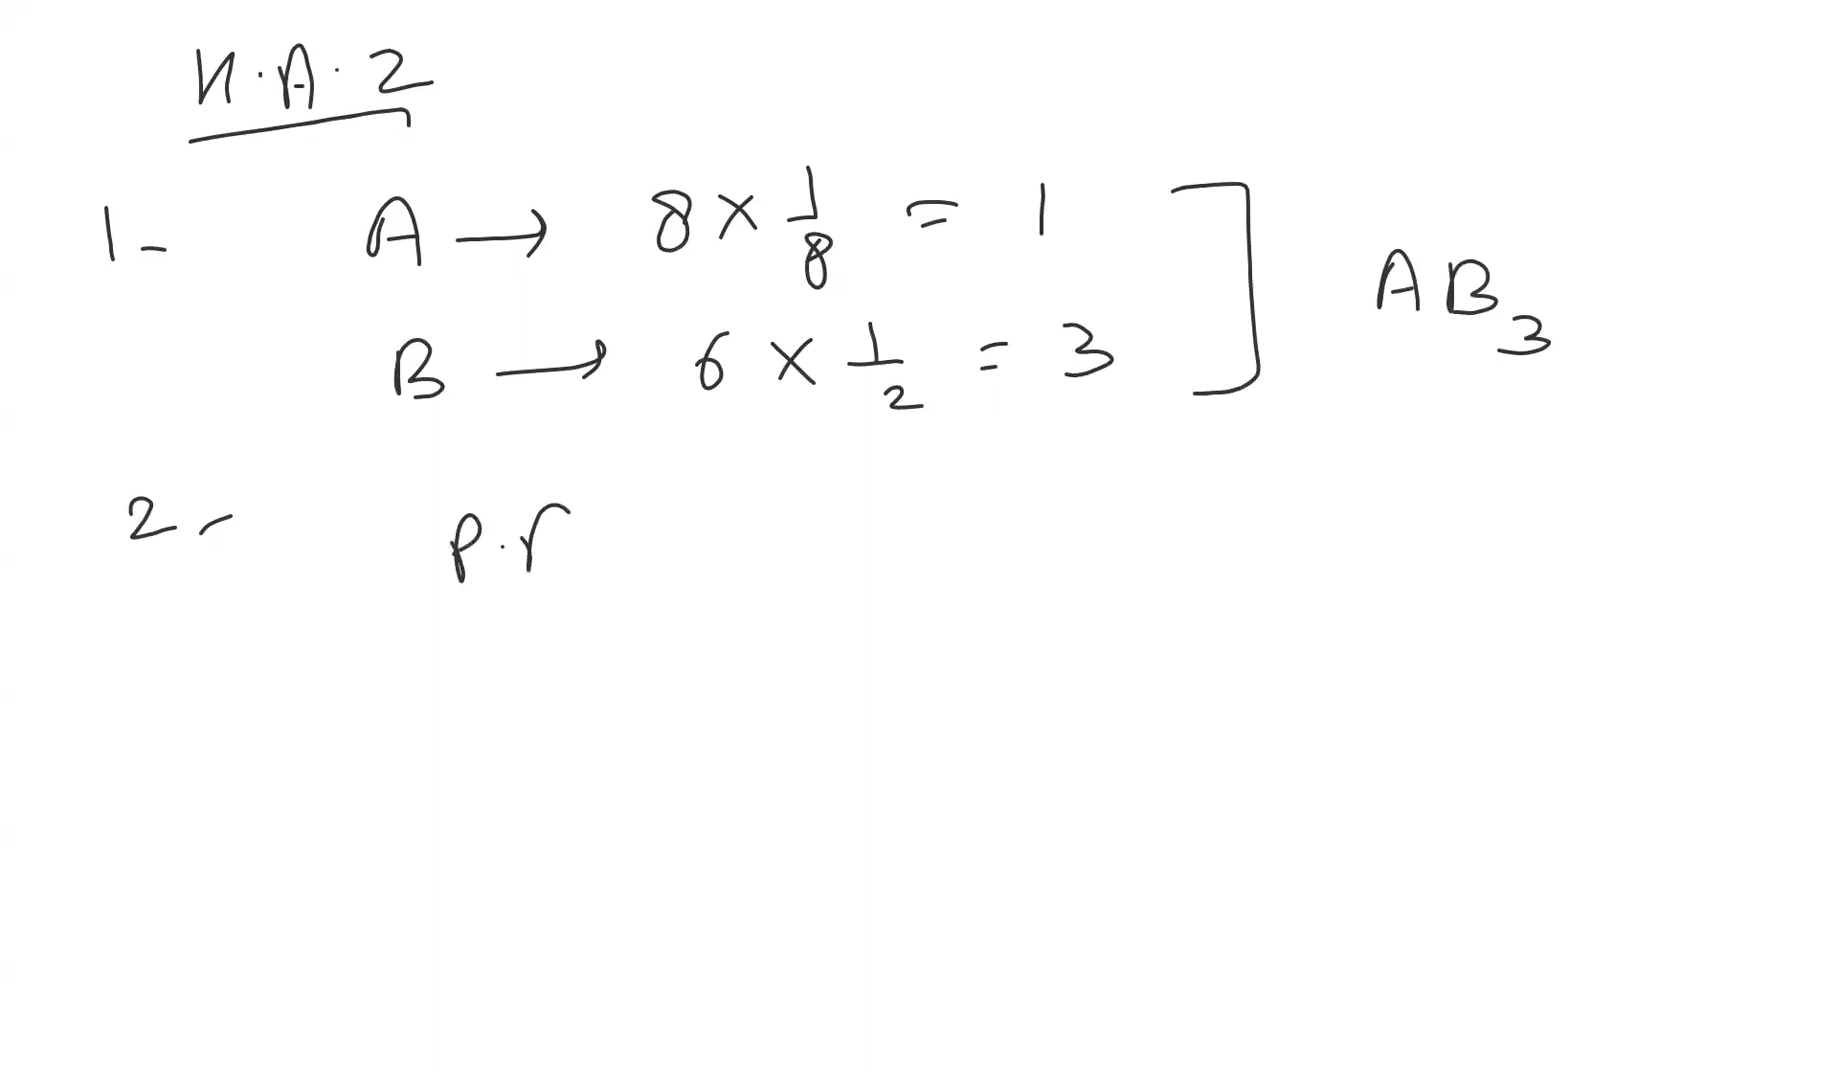 H.A.2
1- A → 8 × 1/8 = 1
B → 6 × 1/2 = 3
AB₃
2- P.r